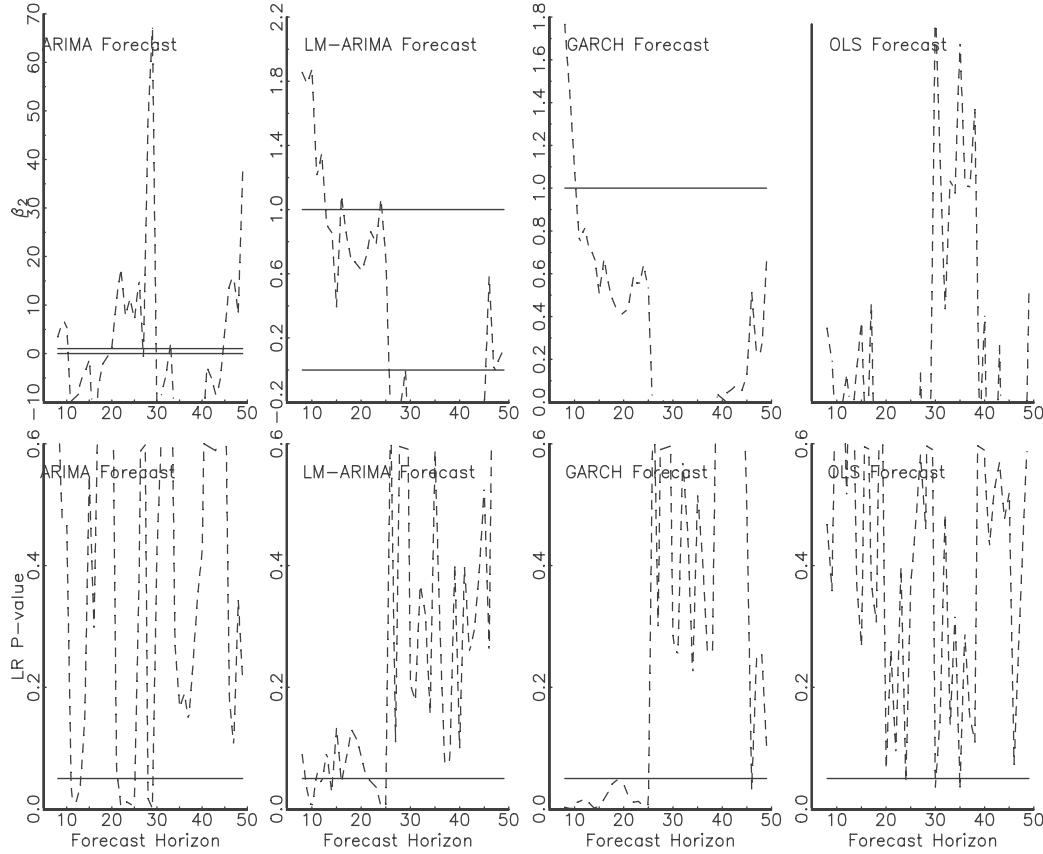 ARIMA Forecast
LM-ARIMA Forecast
GARCH Forecast
OLS Forecast
β2
70
60
50
40
30
20
10
0
-10
2.2
1.8
1.4
1.0
0.6
0.2
-0.2
1.8
1.6
1.4
1.2
1.0
0.8
0.6
0.4
0.2
0.0
10 20 30 40 50
10 20 30 40 50
10 20 30 40 50
10 20 30 40 50
ARIMA Forecast
LM-ARIMA Forecast
GARCH Forecast
OLS Forecast
LR P-value
0.6
0.4
0.2
0.0
0.6
0.4
0.2
0.0
0.6
0.4
0.2
0.0
0.6
0.4
0.2
0.0
10 20 30 40 50
10 20 30 40 50
10 20 30 40 50
10 20 30 40 50
Forecast Horizon
Forecast Horizon
Forecast Horizon
Forecast Horizon